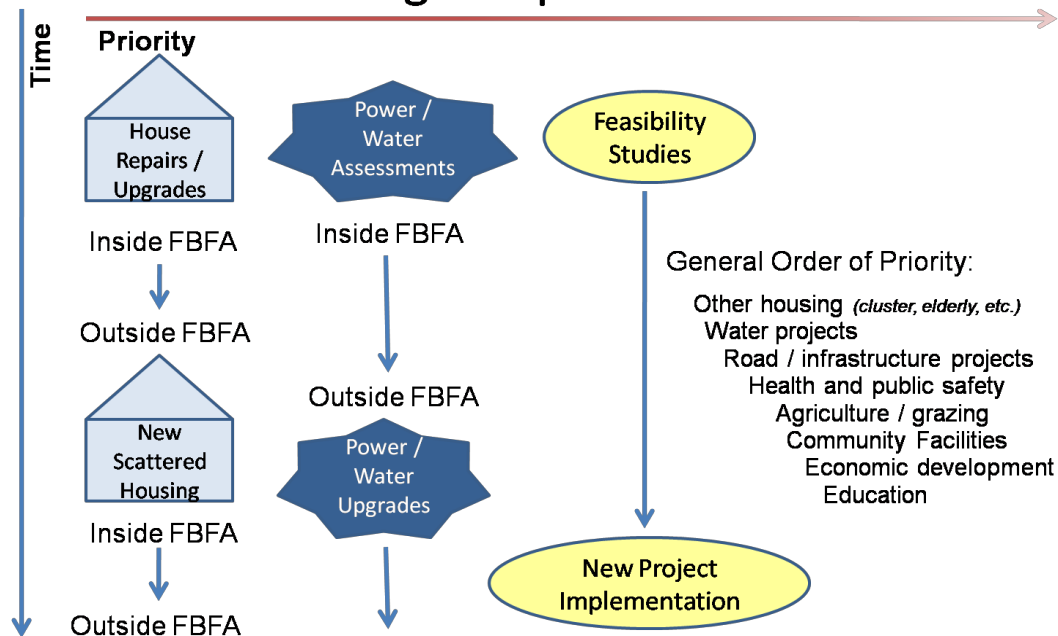 Time
Priority
House
Repairs /
Upgrades
Inside FBFA
Outside FBFA
New
Scattered
Housing
Inside FBFA
Outside FBFA
Power /
Water
Assessments
Inside FBFA
Outside FBFA
Power /
Water
Upgrades
Feasibility
Studies
General Order of Priority:
Other housing (cluster, elderly, etc.)
Water projects
Road / infrastructure projects
Health and public safety
Agriculture / grazing
Community Facilities
Economic development
Education
New Project
Implementation